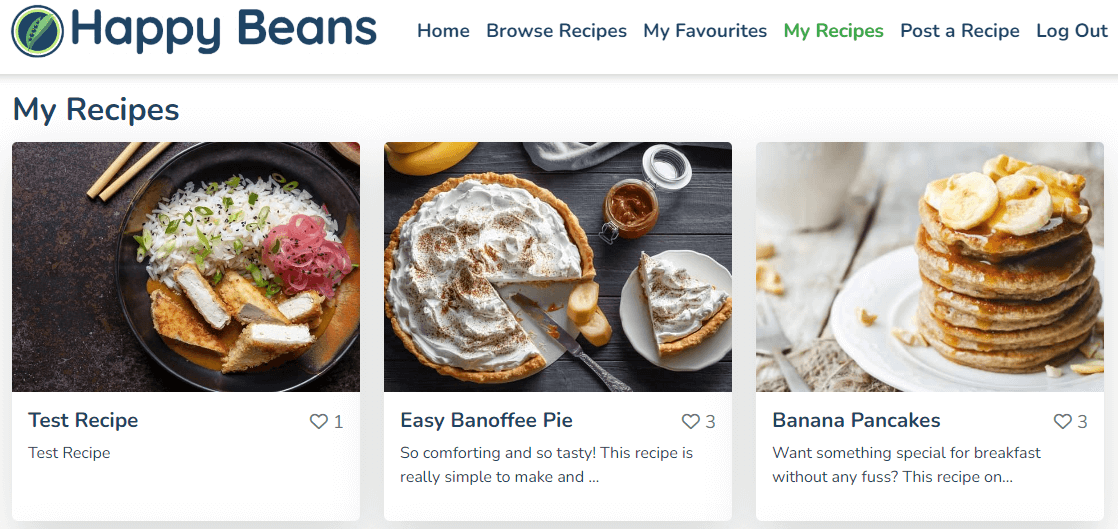 Happy Beans
Home Browse Recipes My Favourites My Recipes Post a Recipe Log Out
My Recipes
Test Recipe 1
Test Recipe
Easy Banoffee Pie 3
So comforting and so tasty! This recipe is
really simple to make and ...
Banana Pancakes 3
Want something special for breakfast
without any fuss? This recipe on...